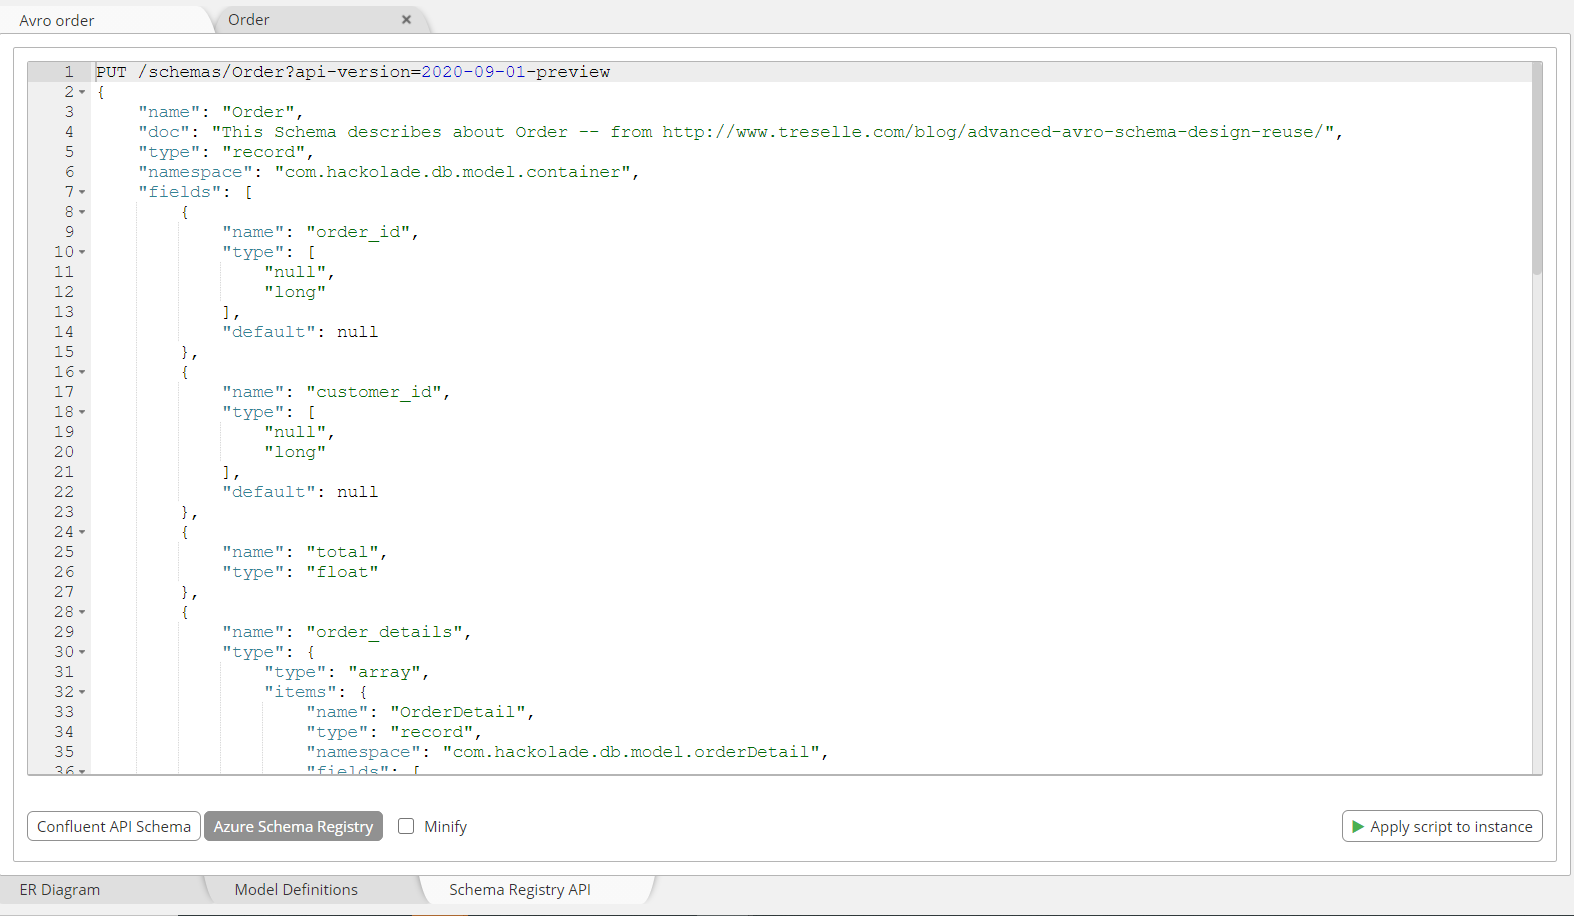 Avro order
Order ×
1 PUT /schemas/Order?api-version=2020-09-01-preview
2 {
3     "name": "Order",
4     "doc": "This Schema describes about Order -- from http://www.treselle.com/blog/advanced-avro-schema-design-reuse/",
5     "type": "record",
6     "namespace": "com.hackolade.db.model.container",
7     "fields": [
8         {
9             "name": "order_id",
10             "type": [
11                 "null",
12                 "long"
13             ],
14             "default": null
15         },
16         {
17             "name": "customer_id",
18             "type": [
19                 "null",
20                 "long"
21             ],
22             "default": null
23         },
24         {
25             "name": "total",
26             "type": "float"
27         },
28         {
29             "name": "order_details",
30             "type": {
31                 "type": "array",
32                 "items": {
33                     "name": "OrderDetail",
34                     "type": "record",
35                     "namespace": "com.hackolade.db.model.orderDetail",
36                     "fields": [
Confluent API Schema
Azure Schema Registry
Minify
Apply script to instance
ER Diagram
Model Definitions
Schema Registry API